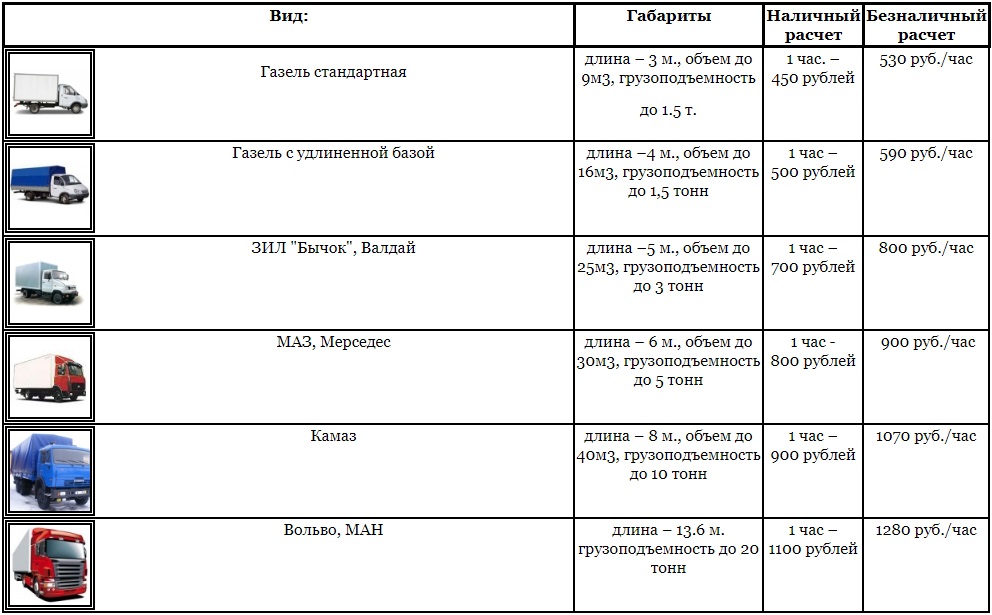 Вид:
Габариты
Наличный
расчет
Безналичный
расчет
Газель стандартная
длина – 3 м., объем до
9м3, грузоподъемность
до 1.5 т.
1 час. –
450 рублей
530 руб./час
Газель с удлиненной базой
длина –4 м., объем до
16м3, грузоподъемность
до 1,5 тонн
1 час –
500 рублей
590 руб./час
ЗИЛ "Бычок", Валдай
длина –5 м., объем до
25м3, грузоподъемность
до 3 тонн
1 час –
700 рублей
800 руб./час
МАЗ, Мерседес
длина – 6 м., объем до
30м3, грузоподъемность
до 5 тонн
1 час -
800 рублей
900 руб./час
Камаз
длина – 8 м., объем до
40м3, грузоподъемность
до 10 тонн
1 час –
900 рублей
1070 руб./час
Вольво, МАН
длина – 13.6 м.
грузоподъемность до 20
тонн
1 час –
1100 рублей
1280 руб./час